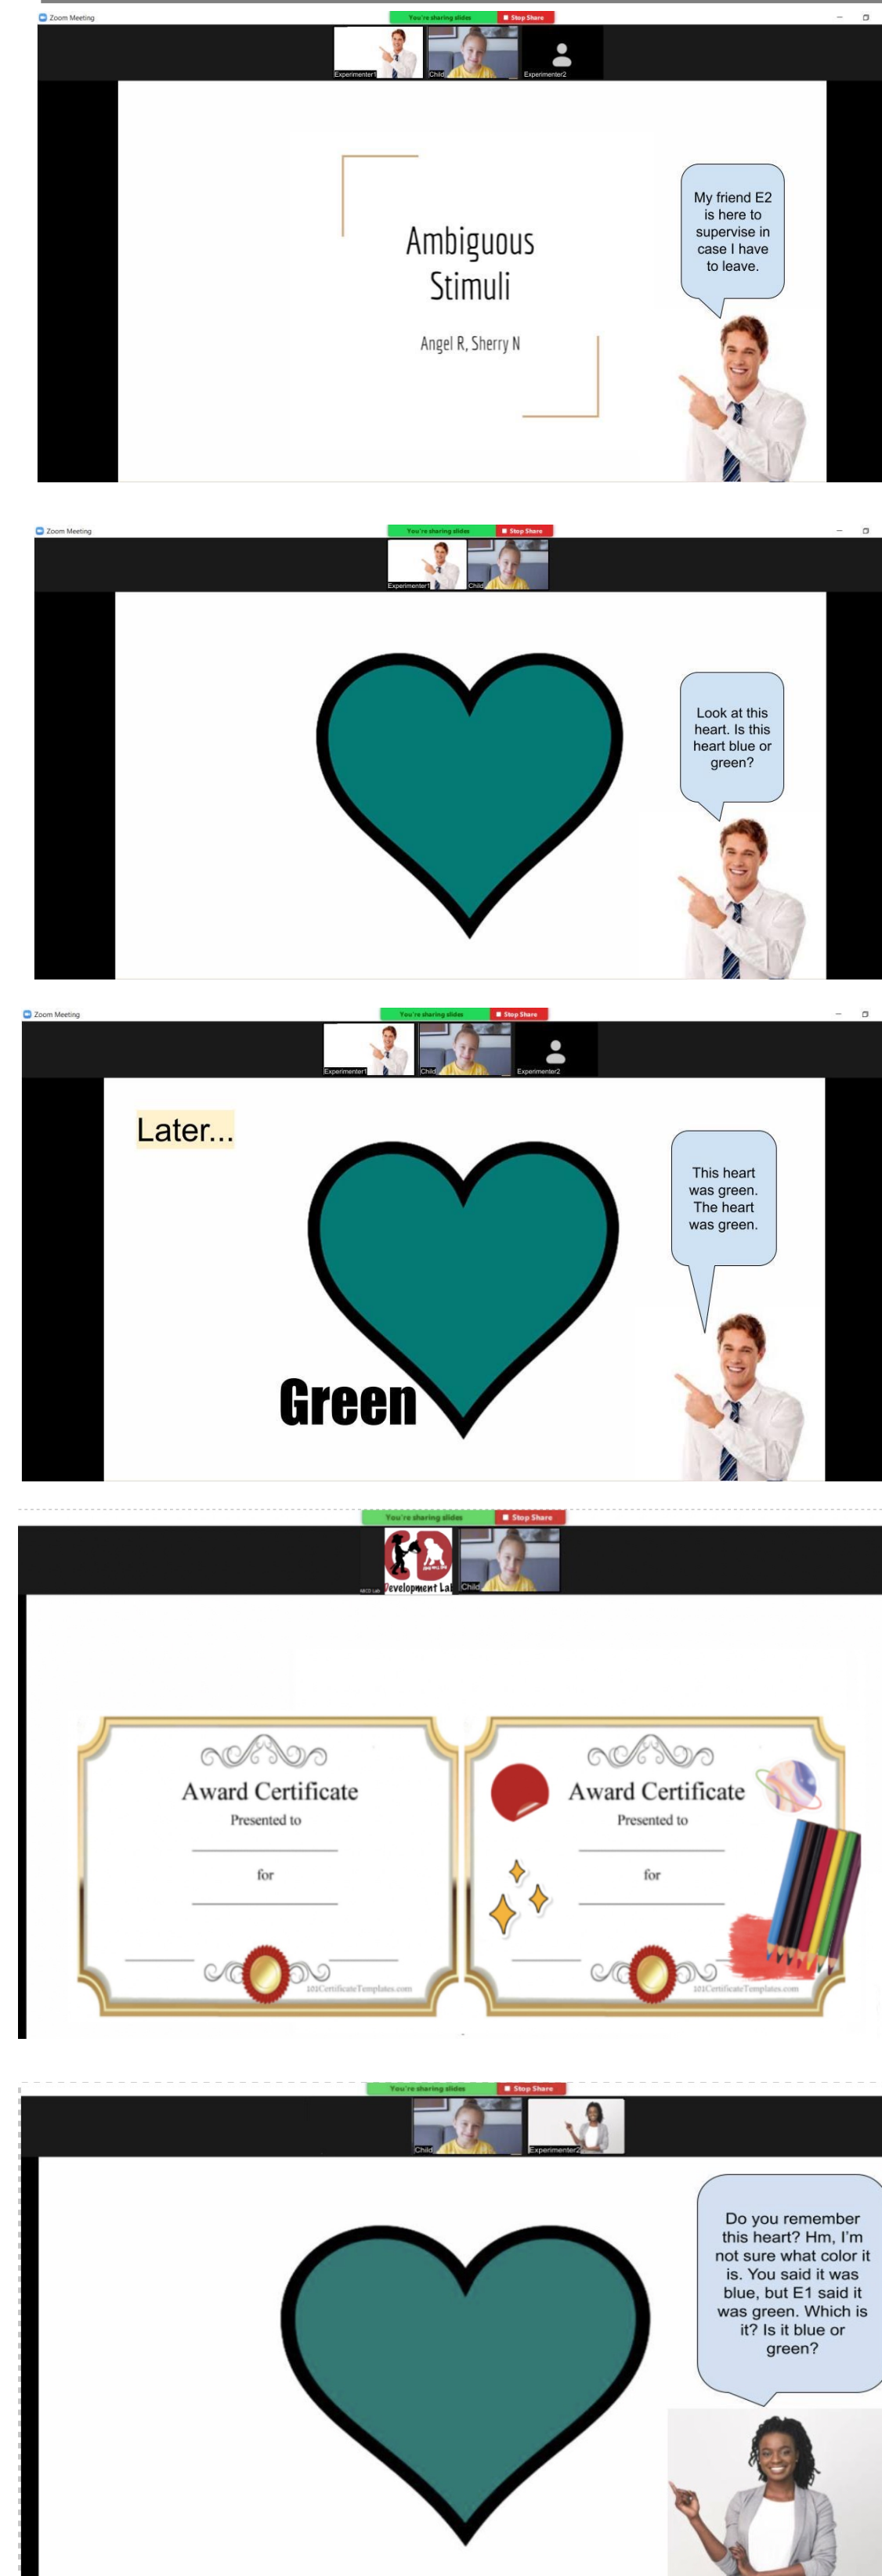 Zoom Meeting
You're sharing slides
Stop Share
Experimenter1
Child
Experimenter2
Ambiguous
Stimuli
Angel R, Sherry N
My friend E2
is here to
supervise in
case I have
to leave.
Zoom Meeting
You're sharing slides
Stop Share
Experimenter1
Child
Look at this
heart. Is this
heart blue or
green?
Zoom Meeting
You're sharing slides
Stop Share
Experimenter1
Child
Experimenter2
Later...
This heart
was green.
The heart
was green.
Green
You're sharing slides
Stop Share
Development Lab
Child
Award Certificate
Presented to
for
101CertificateTemplates.com
Award Certificate
Presented to
for
101CertificateTemplates.com
You're sharing slides
Stop Share
Child
Experimenter2
Do you remember
this heart? Hm, I'm
not sure what color it
is. You said it was
blue, but E1 said it
was green. Which is
it? Is it blue or
green?